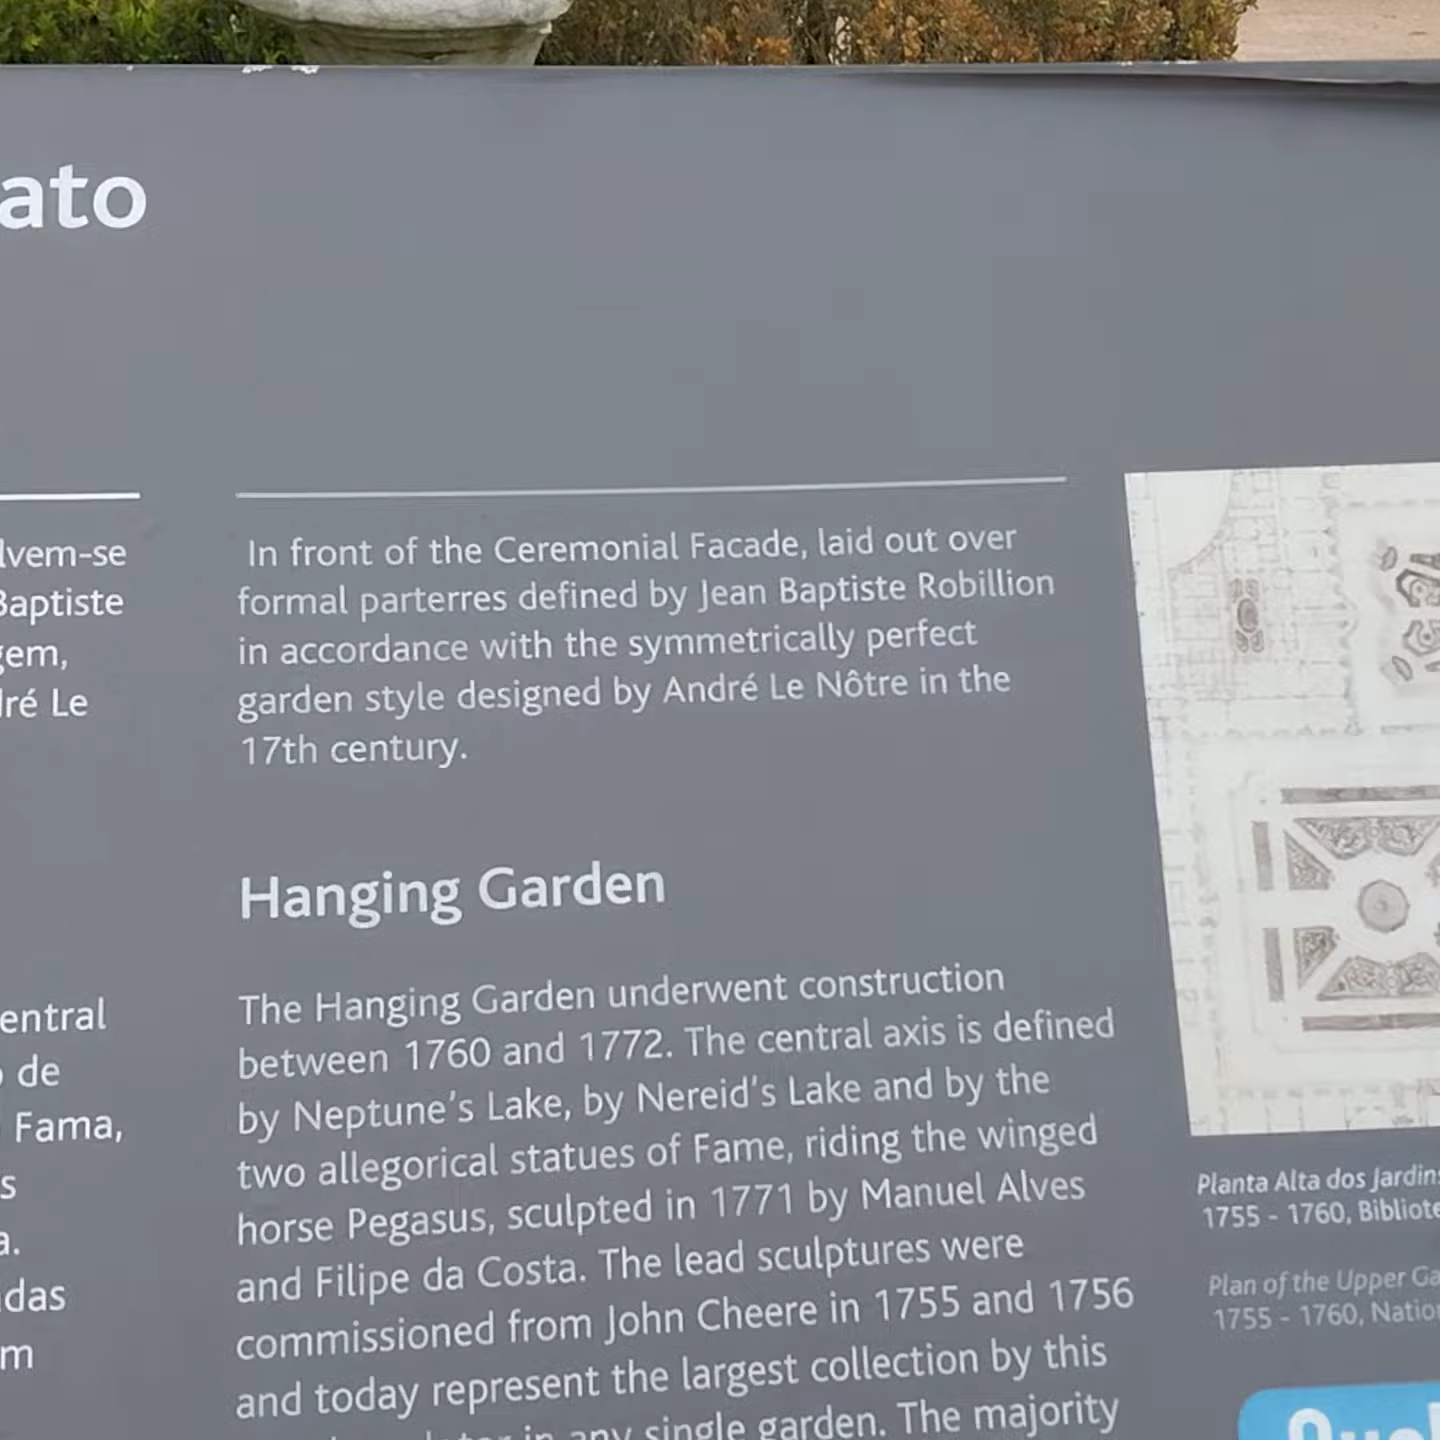 ato
lvem-se
Baptiste
gem,
dré Le
entral
de
Fama,
s
a.
adas
m
In front of the Ceremonial Facade, laid out over
formal parterres defined by Jean Baptiste Robillion
in accordance with the symmetrically perfect
garden style designed by André Le Nôtre in the
17th century.
Hanging Garden
The Hanging Garden underwent construction
between 1760 and 1772. The central axis is defined
by Neptune's Lake, by Nereid's Lake and by the
two allegorical statues of Fame, riding the winged
horse Pegasus, sculpted in 1771 by Manuel Alves
and Filipe da Costa. The lead sculptures were
commissioned from John Cheere in 1755 and 1756
and today represent the largest collection by this
in any single garden. The majority
Planta Alta dos Jardins
1755 - 1760, Bibliote
Plan of the Upper Ga
1755 - 1760, Nation